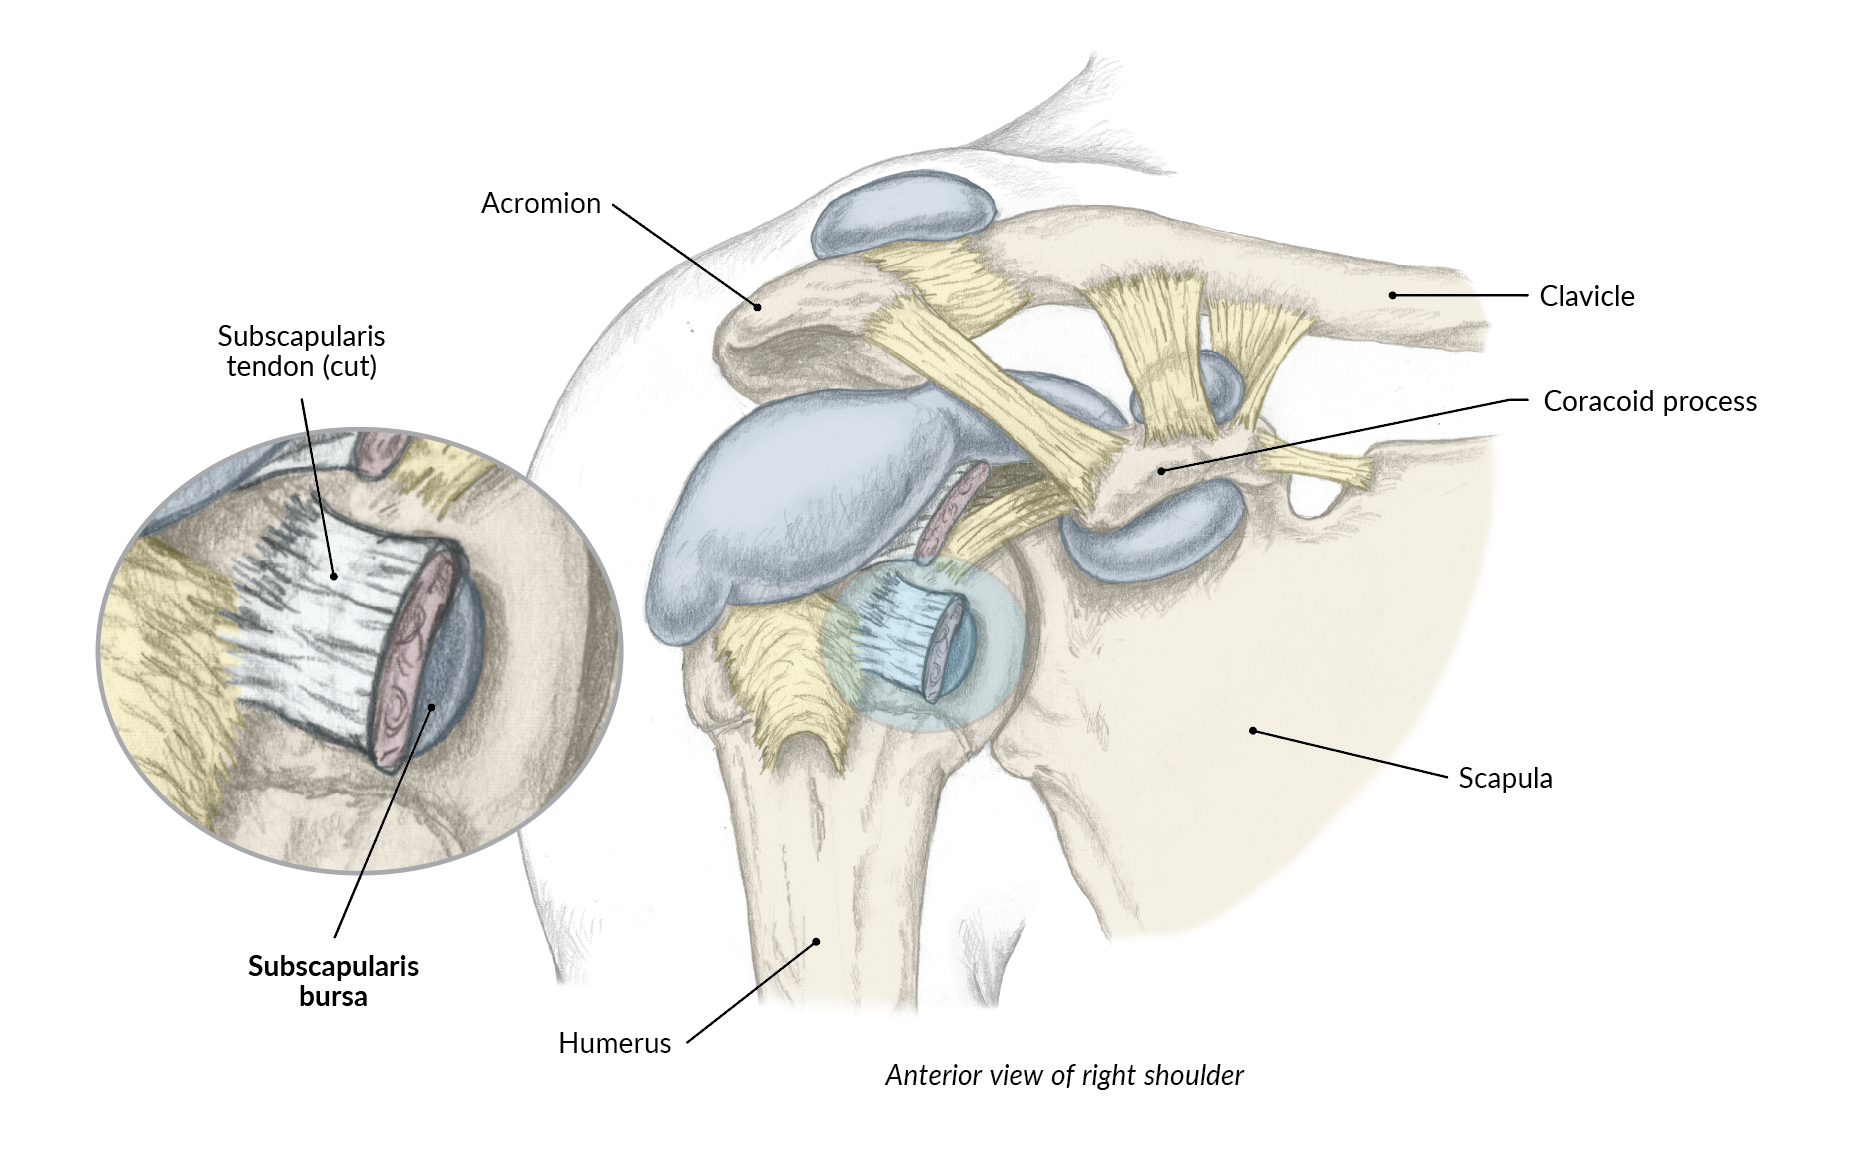 Acromion
Clavicle
Subscapularis
tendon (cut)
Coracoid process
Scapula
Subscapularis
bursa
Humerus
Anterior view of right shoulder